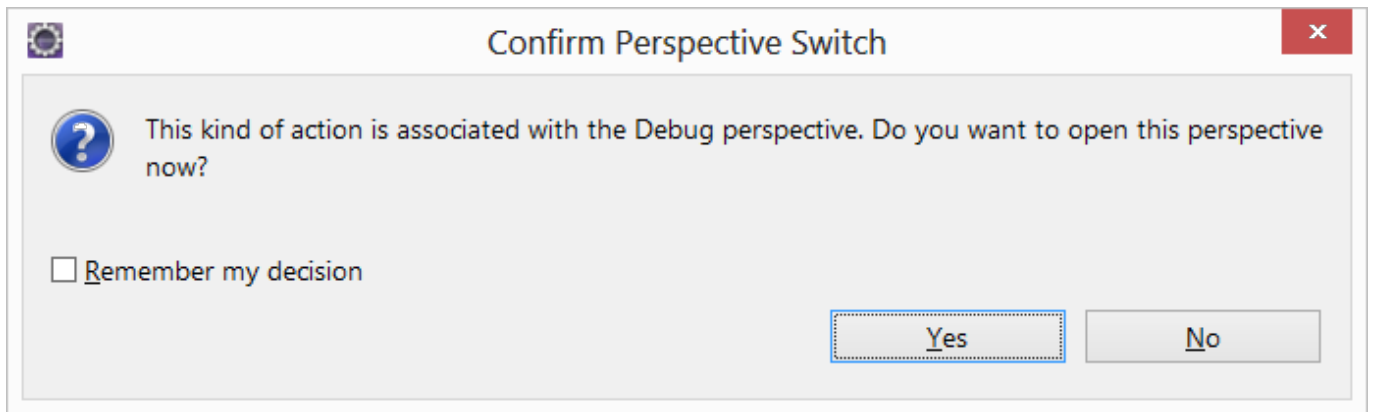 Confirm Perspective Switch
x
This kind of action is associated with the Debug perspective. Do you want to open this perspective
now?
Remember my decision
Yes
No